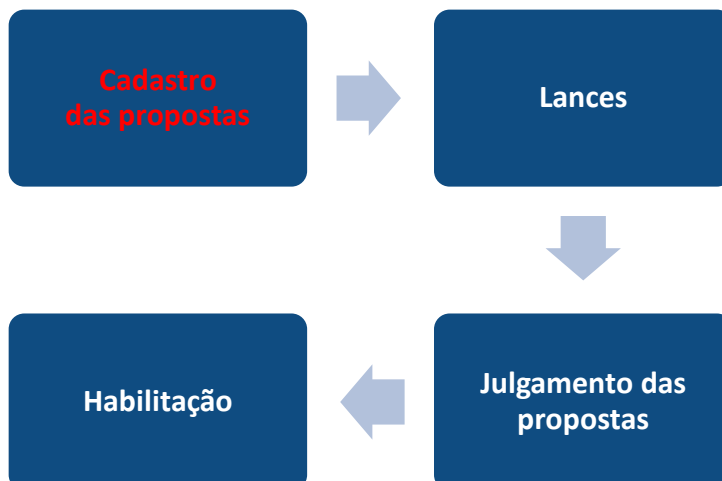 Cadastro
das propostas
Lances
Julgamento das
propostas
Habilitação